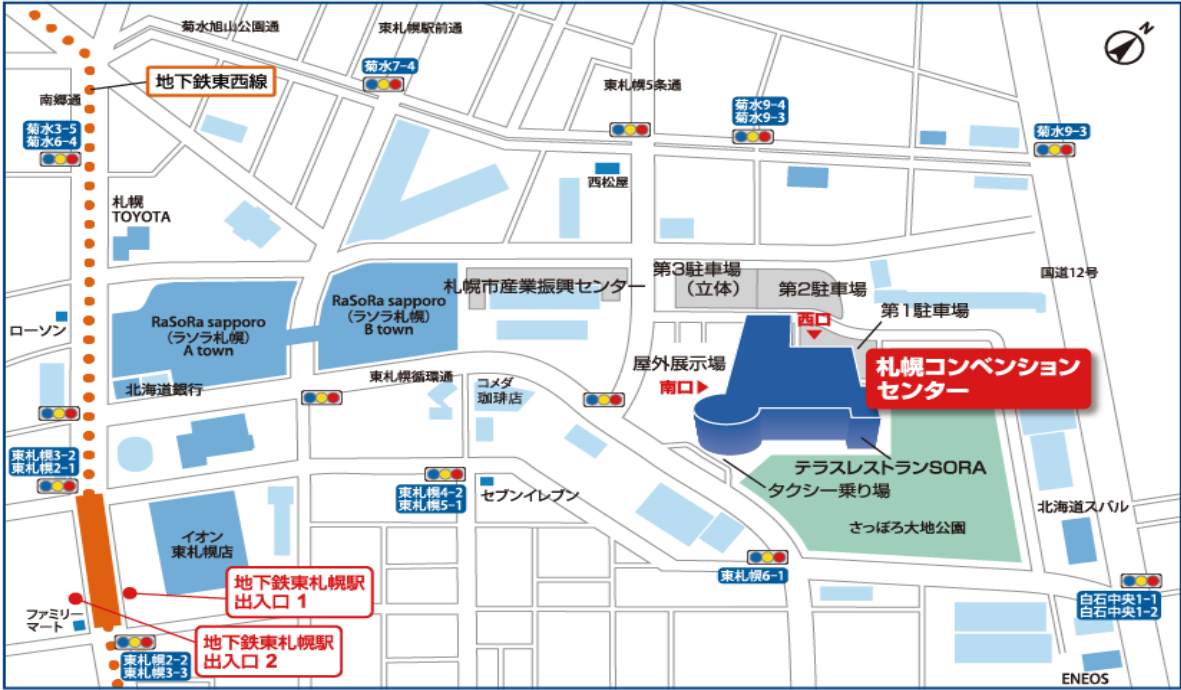 菊水旭山公園通
東札幌駅前通
N
菊水7-4
地下鉄東西線
東札幌5条通
南郷通
菊水9-4
菊水9-3
菊水3-5
菊水6-4
菊水9-3
西松屋
札幌
TOYOTA
第3駐車場
(立体)
国道12号
札幌市産業振興センター
第2駐車場
RaSoRa sapporo
(ラソラ札幌)
B town
第1駐車場
西口
RaSoRa sapporo
(ラソラ札幌)
A town
ローソン
屋外展示場
札幌コンベンション
センター
東札幌循環通
コメダ
珈琲店
南口
北海道銀行
東札幌3-2
東札幌2-1
テラスレストランSORA
東札幌4-2
東札幌5-1
セブンイレブン
タクシー乗り場
北海道スバル
さっぽろ大地公園
イオン
東札幌店
東札幌6-1
地下鉄東札幌駅
出入口 1
白石中央1-1
白石中央1-2
ファミリー
マート
地下鉄東札幌駅
出入口 2
東札幌2-2
東札幌3-3
ENEOS